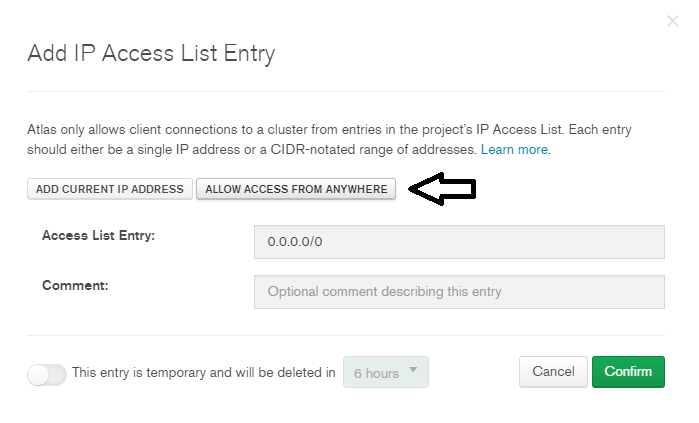 Add IP Access List Entry
Atlas only allows client connections to a cluster from entries in the project's IP Access List. Each entry
should either be a single IP address or a CIDR-notated range of addresses. Learn more.
ADD CURRENT IP ADDRESS ALLOW ACCESS FROM ANYWHERE
Access List Entry: 0.0.0.0/0
Comment: Optional comment describing this entry
This entry is temporary and will be deleted in 6 hours Cancel Confirm